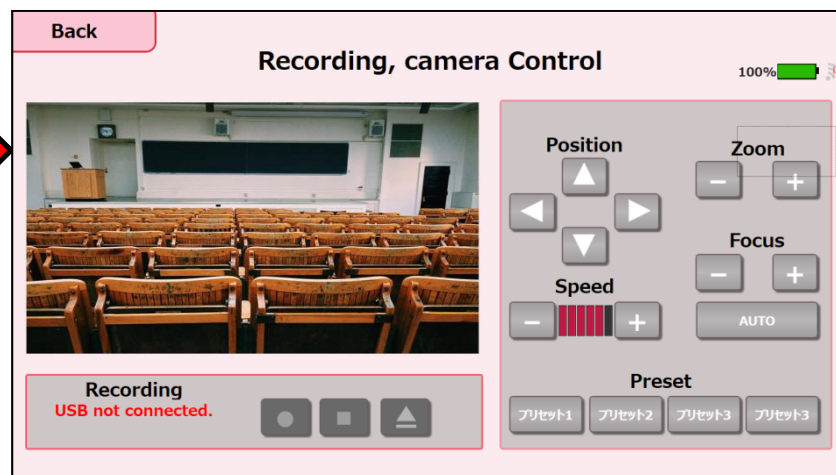 Back
Recording, camera Control
100%
Position
Zoom
Focus
Speed
AUTO
Recording
USB not connected.
Preset
プリセット1 プリセット2 プリセット3 プリセット3